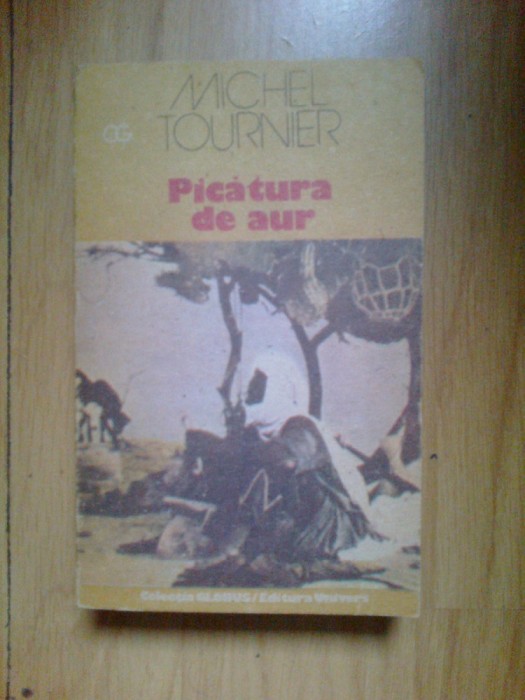 MICHEL
CG TOURNIER
Picătura
de aur
Colecția GLOBUS / Editura Univers